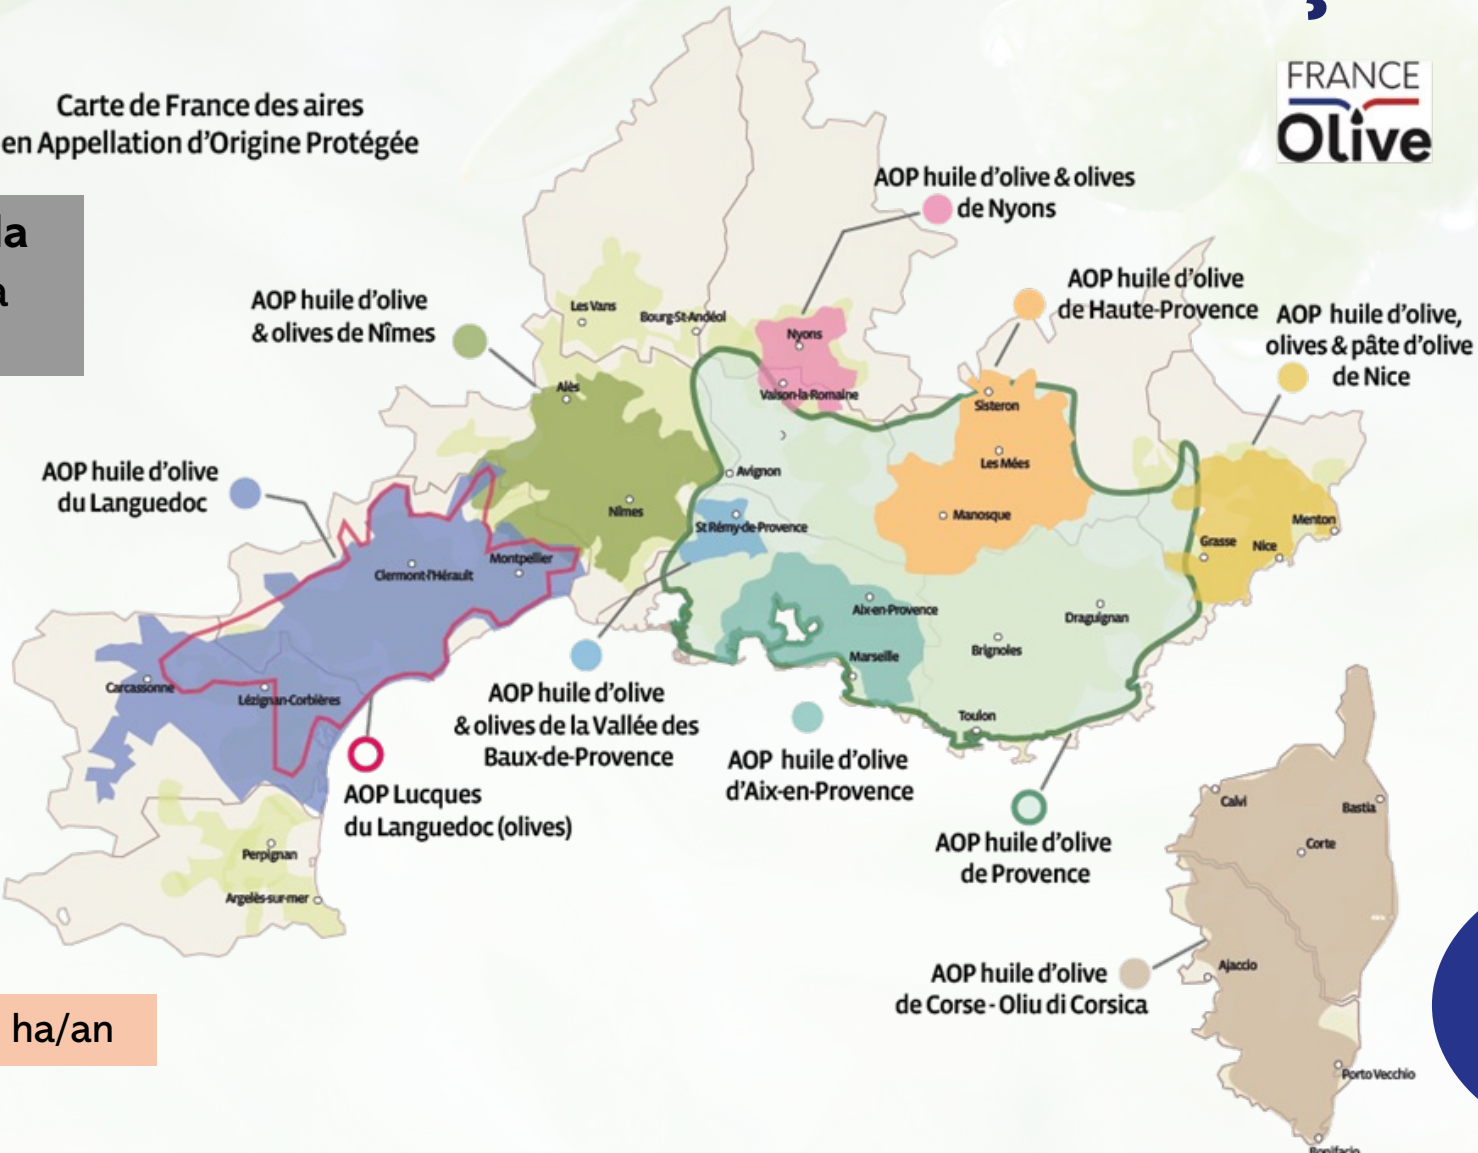 FRANCE
Olive
Carte de France des aires
en Appellation d'Origine Protégée
la
AOP huile d'olive & olives
de Nyons
AOP huile d'olive
de Haute-Provence
AOP huile d'olive,
olives & pâte d'olive
de Nice
AOP huile d'olive
& olives de Nîmes
Les Vans
Bourg-St-Andéol
Nyons
Vaison-la-Romaine
Alès
Sisteron
Les Mées
Avignon
AOP huile d'olive
du Languedoc
Nîmes
St Rémy-de-Provence
Manosque
Menton
Grasse
Nice
Montpellier
Clermont-l'Hérault
Aix-en-Provence
Draguignan
Marseille
Brignoles
Carcassonne
Lézignan-Corbières
Toulon
AOP huile d'olive
& olives de la Vallée des
Baux-de-Provence
AOP huile d'olive
d'Aix-en-Provence
AOP Lucques
du Languedoc (olives)
AOP huile d'olive
de Provence
Perpignan
Argelès-sur-mer
Calvi
Bastia
Corte
AOP huile d'olive
de Corse - Oliu di Corsica
Ajaccio
Porto Vecchio
Bonifacio
ha/an